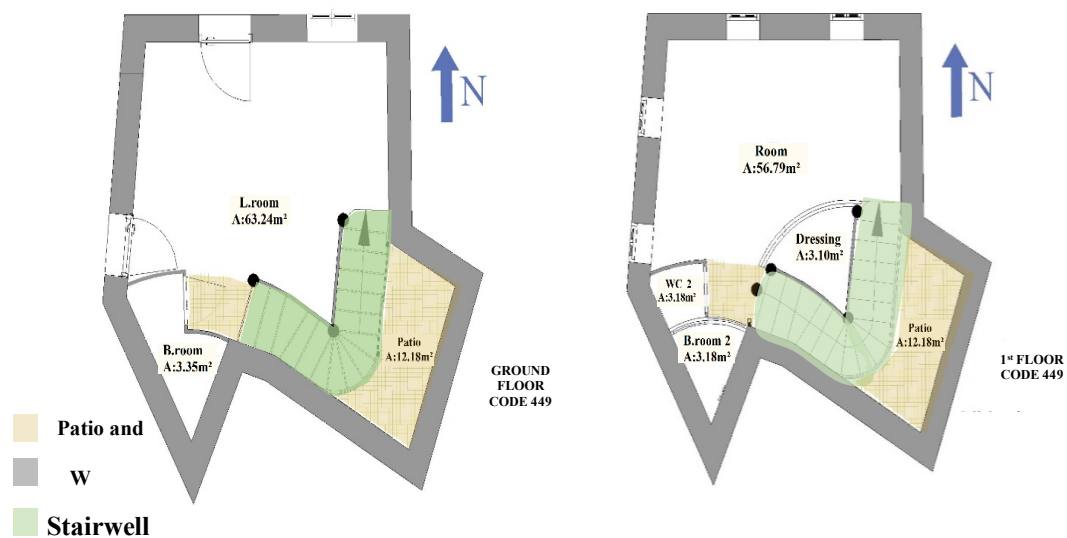 N
L.room
A:63.24m²
B.room
A:3.35m²
Patio
A:12.18m²
GROUND
FLOOR
CODE 449
N
Room
A:56.79m²
Dressing
A:3.10m²
WC 2
A:3.18m²
B.room 2
A:3.18m²
Patio
A:12.18m²
1st FLOOR
CODE 449
Patio and
W
Stairwell